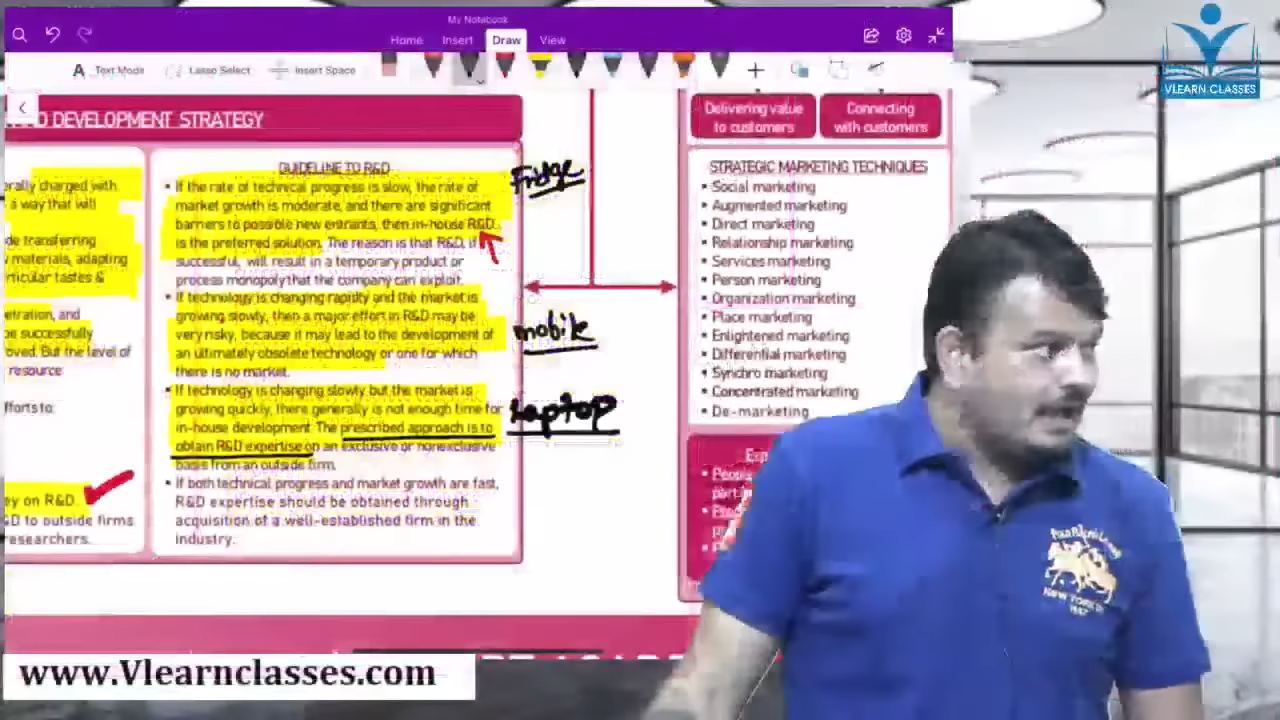 My Notebook
Home Insert Draw View
Text Mode Lasso Select Insert Space
VLEARN CLASSES
DEVELOPMENT STRATEGY
Delivering value
to customers
Connecting
with customers
charged with
a way that will
transferring
materials, adapting
tastes &
and
successfully
But the level of
resource
to:
on R&D.
to outside firms
researchers.
GUIDELINE TO R&D
• If the rate of technical progress is slow, the rate of
market growth is moderate, and there are significant
barriers to possible new entrants, then in-house R&D
is the preferred solution. The reason is that R&D, if
successful, will result in a temporary product or
process monopoly that the company can exploit.
• If technology is changing rapidly and the market is
growing slowly, then a major effort in R&D may be
very risky, because it may lead to the development of
an ultimately obsolete technology or one for which
there is no market.
• If technology is changing slowly but the market is
growing quickly, there generally is not enough time for
in-house development. The prescribed approach is to
obtain R&D expertise on an exclusive or nonexclusive
basis from an outside firm.
• If both technical progress and market growth are fast,
R&D expertise should be obtained through
acquisition of a well-established firm in the
industry.
Fridge
mobile
Laptop
STRATEGIC MARKETING TECHNIQUES
• Social marketing
• Augmented marketing
• Direct marketing
• Relationship marketing
• Services marketing
• Person marketing
• Organization marketing
• Place marketing
• Enlightened marketing
• Differential marketing
• Synchro marketing
• Concentrated marketing
• De-marketing
NEW YORK
www.Vlearnclasses.com